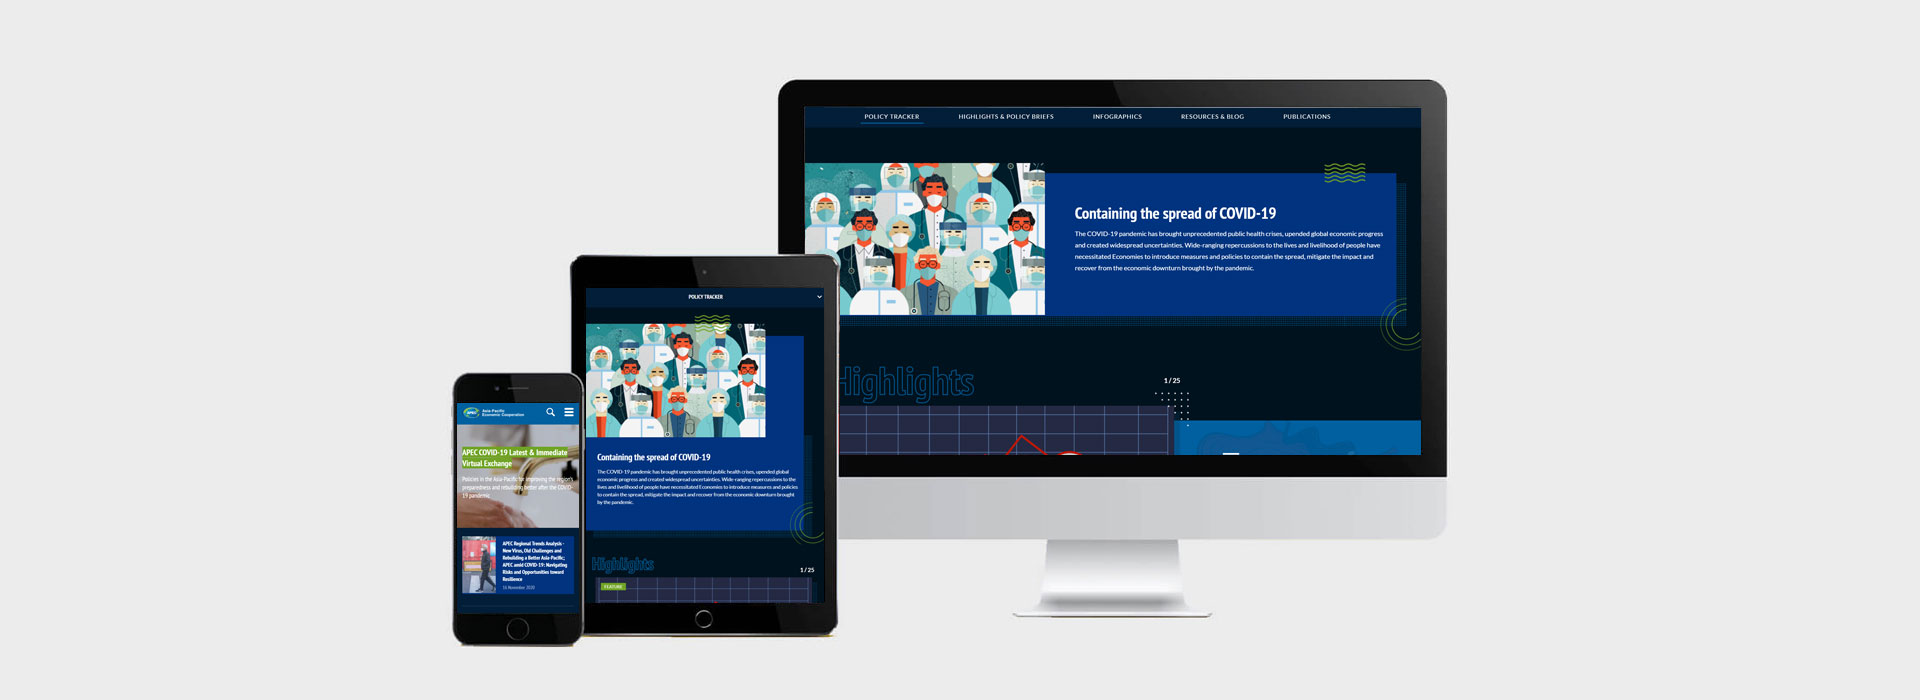 POLICY TRACKER
HIGHLIGHTS & POLICY BRIEFS
INFOGRAPHICS
RESOURCES & BLOG
PUBLICATIONS
Containing the spread of COVID-19
The COVID-19 pandemic has brought unprecedented public health crises, upended global economic progress
and created widespread uncertainties. Wide-ranging repercussions to the lives and livelihood of people have
necessitated Economies to introduce measures and policies to contain the spread, mitigate the impact and
recover from the economic downturn brought by the pandemic.
Highlights
1 / 25
POLICY TRACKER
Containing the spread of COVID-19
The COVID-19 pandemic has brought unprecedented public health crises, upended global
economic progress and created widespread uncertainties. Wide-ranging repercussions to the
lives and livelihood of people have necessitated Economies to introduce measures and policies
to contain the spread, mitigate the impact and recover from the economic downturn brought
by the pandemic.
Highlights
1 / 25
FEATURE
APEC
Asia-Pacific
Economic Cooperation
APEC COVID-19 Latest & Immediate
Virtual Exchange
Policies in the Asia-Pacific for improving the region's
preparedness and rebuilding better after the COVID-
19 pandemic
APEC Regional Trends Analysis -
New Virus, Old Challenges and
Rebuilding a Better Asia-Pacific;
APEC amid COVID-19: Navigating
Risks and Opportunities toward
Resilience
16 November 2020